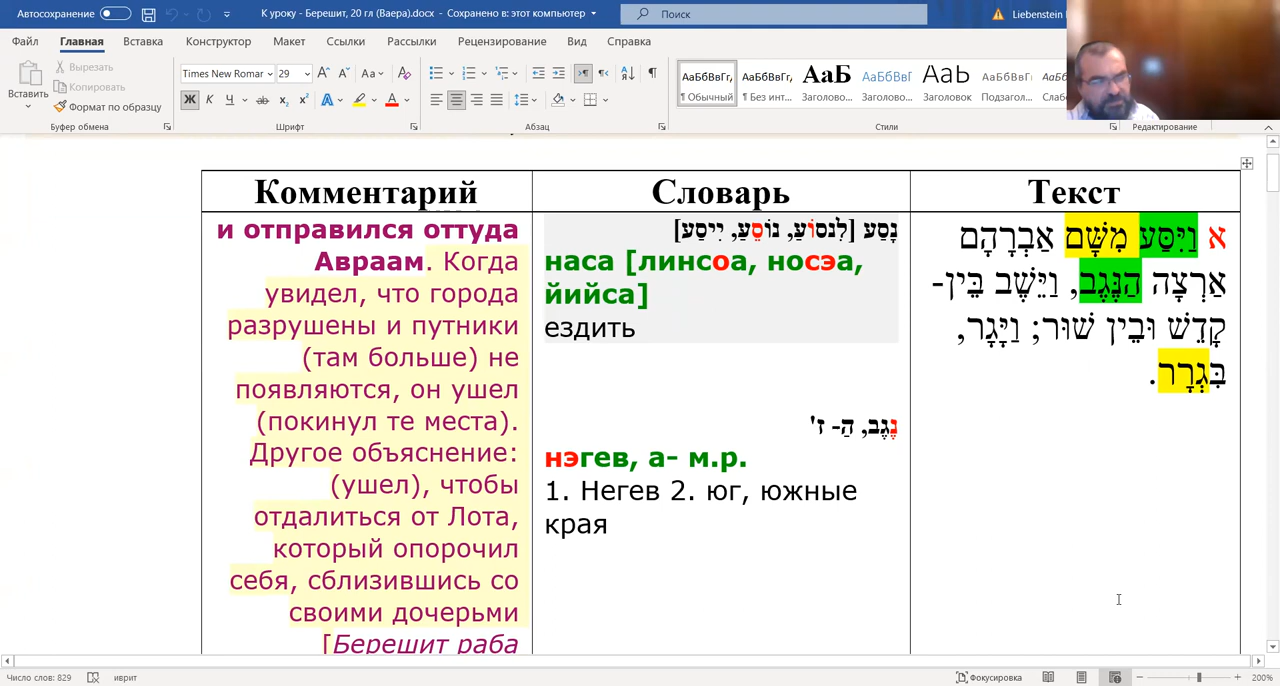 Автосохранение
К уроку - Берешит, 20 гл (Ваера).docx - Сохранено в: этот компьютер
Поиск
Liebenstein
Файл Главная Вставка Конструктор Макет Ссылки Рассылки Рецензирование Вид Справка
Вставить
Вырезать
Копировать
Формат по образцу
Буфер обмена
Times New Romar 29
Шрифт
Абзац
АаБбВвГг, АаБбВвГг, АаБ АаБбВвГ АаЬ АаБбВвГ
¶ Обычный ¶ Без инт... Заголово... Заголово... Заголовок Подзагол... Слабо
Стили
Редактирование
Комментарий Словарь Текст
и отправился оттуда
Авраам. Когда
увидел, что города
разрушены и путники
(там больше) не
появляются, он ушел
(покинул те места).
Другое объяснение:
(ушел), чтобы
отдалиться от Лота,
который опорочил
себя, сблизившись со
своими дочерьми
[Берешит раба
נָסַע [לִנסוֹעַ, נוֹסֵעַ, יִיסַע]
наса [линсоа, носэа,
йийса]
ездить
נֶגֶב, הַ- ז'
нэгев, а- м.р.
1. Негев 2. юг, южные
края
א וַיִּסַּע מִשָּׁם אַבְרָהָם
אַרְצָה הַנֶּגֶב, וַיֵּשֶׁב בֵּין-
קָדֵשׁ וּבֵין שׁוּר; וַיָּגָר,
בִּגְרָר.
Число слов: 829 иврит
Фокусировка
200%